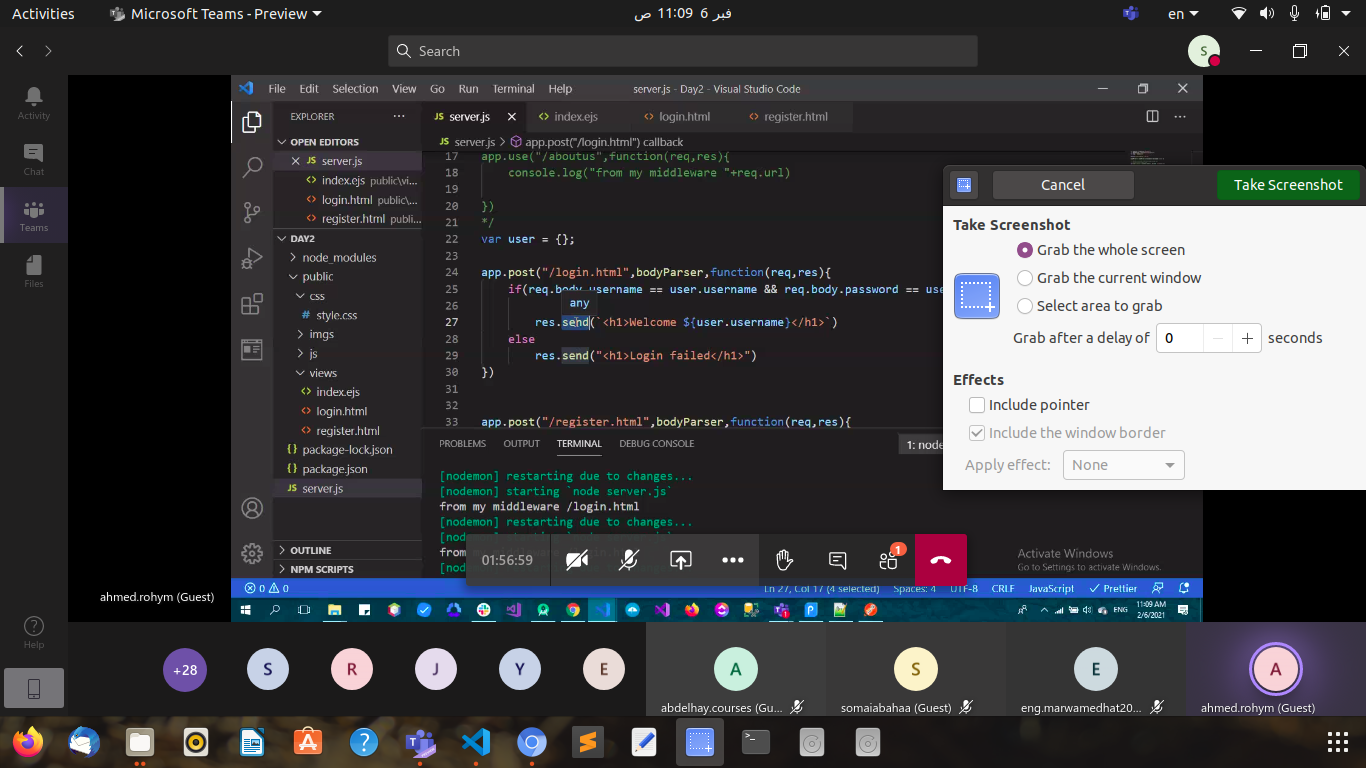 Activities
Microsoft Teams - Preview
فبر 6 11:09 ص
en
Search
S
Activity
Chat
Teams
Files
Help
File Edit Selection View Go Run Terminal Help
server.js - Day2 - Visual Studio Code
EXPLORER
OPEN EDITORS
JS server.js
index.ejs public\vi...
login.html public\...
register.html publi...
DAY2
node_modules
public
css
# style.css
imgs
js
views
index.ejs
login.html
register.html
package-lock.json
package.json
JS server.js
OUTLINE
NPM SCRIPTS
JS server.js index.ejs login.html register.html
JS server.js > app.post("/login.html") callback
17 app.use("/aboutus",function(req,res){
18 console.log("from my middleware "+req.url)
19
20 })
21 */
22 var user = {};
23
24 app.post("/login.html",bodyParser,function(req,res){
25 if(req.body.username == user.username && req.body.password == use
26 any
27 res.send(`<h1>Welcome ${user.username}</h1>`)
28 else
29 res.send("<h1>Login failed</h1>")
30 })
31
32
33 app.post("/register.html",bodyParser,function(req,res){
PROBLEMS OUTPUT TERMINAL DEBUG CONSOLE 1: node
[nodemon] restarting due to changes...
[nodemon] starting `node server.js`
from my middleware /login.html
[nodemon] restarting due to changes...
[no
from
[no
Activate Windows
Go to Settings to activate Windows.
0 0
Ln 27, Col 17 (4 selected) Spaces: 4 UTF-8 CRLF JavaScript Prettier
ENG
11:09 AM
2/6/2021
Cancel
Take Screenshot
Take Screenshot
Grab the whole screen
Grab the current window
Select area to grab
Grab after a delay of 0 − + seconds
Effects
Include pointer
Include the window border
Apply effect: None
01:56:59
1
ahmed.rohym (Guest)
+28 S R J Y E A S E A
abdelhay.courses (Gu...
somaiabahaa (Guest)
eng.marwamedhat20...
ahmed.rohym (Guest)